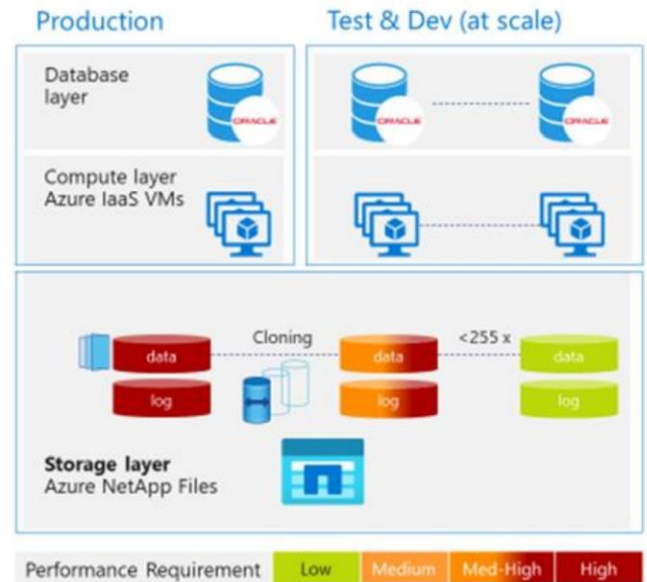 Production
Test & Dev (at scale)
Database
layer
ORACLE
ORACLE
ORACLE
Compute layer
Azure IaaS VMs
Cloning
<255 x
data
data
data
log
log
log
Storage layer
Azure NetApp Files
Performance Requirement
Low
Medium
Med-High
High